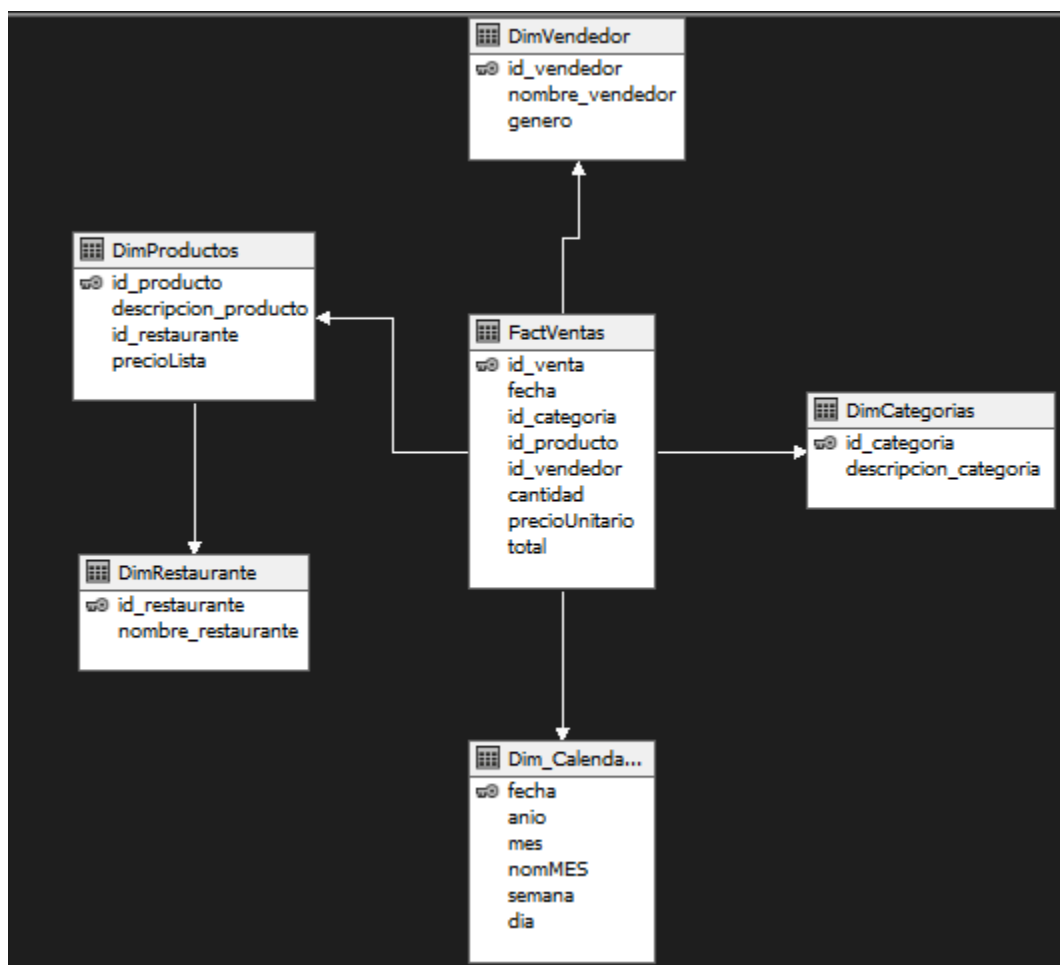 DimVendedor
id_vendedor
nombre_vendedor
genero
DimProductos
id_producto
descripcion_producto
id_restaurante
precioLista
FactVentas
id_venta
fecha
id_categoria
id_producto
id_vendedor
cantidad
precioUnitario
total
DimCategorias
id_categoria
descripcion_categoria
DimRestaurante
id_restaurante
nombre_restaurante
Dim_Calenda...
fecha
anio
mes
nomMES
semana
dia